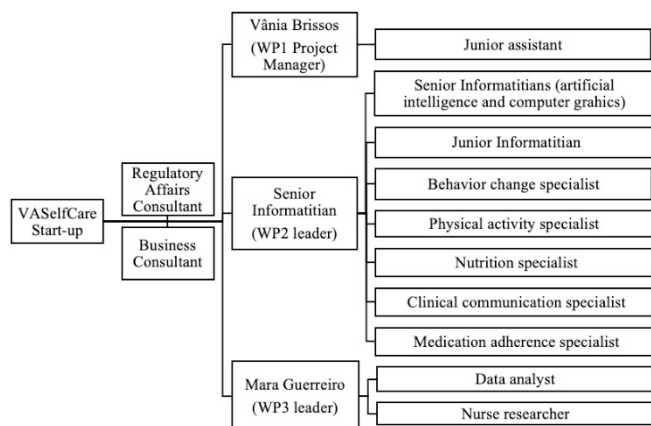 VASelfCare
Start-up
Regulatory
Affairs
Consultant
Business
Consultant
Vânia Brissos
(WP1 Project
Manager)
Junior assistant
Senior
Informatitian
(WP2 leader)
Senior Informatitians (artificial
intelligence and computer grahics)
Junior Informatitian
Behavior change specialist
Physical activity specialist
Nutrition specialist
Clinical communication specialist
Medication adherence specialist
Mara Guerreiro
(WP3 leader)
Data analyst
Nurse researcher